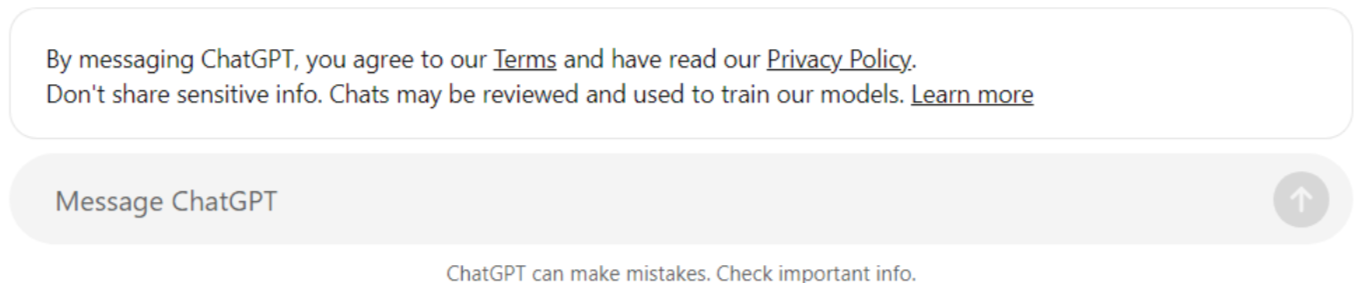 By messaging ChatGPT, you agree to our Terms and have read our Privacy Policy.
Don't share sensitive info. Chats may be reviewed and used to train our models. Learn more
Message ChatGPT
ChatGPT can make mistakes. Check important info.